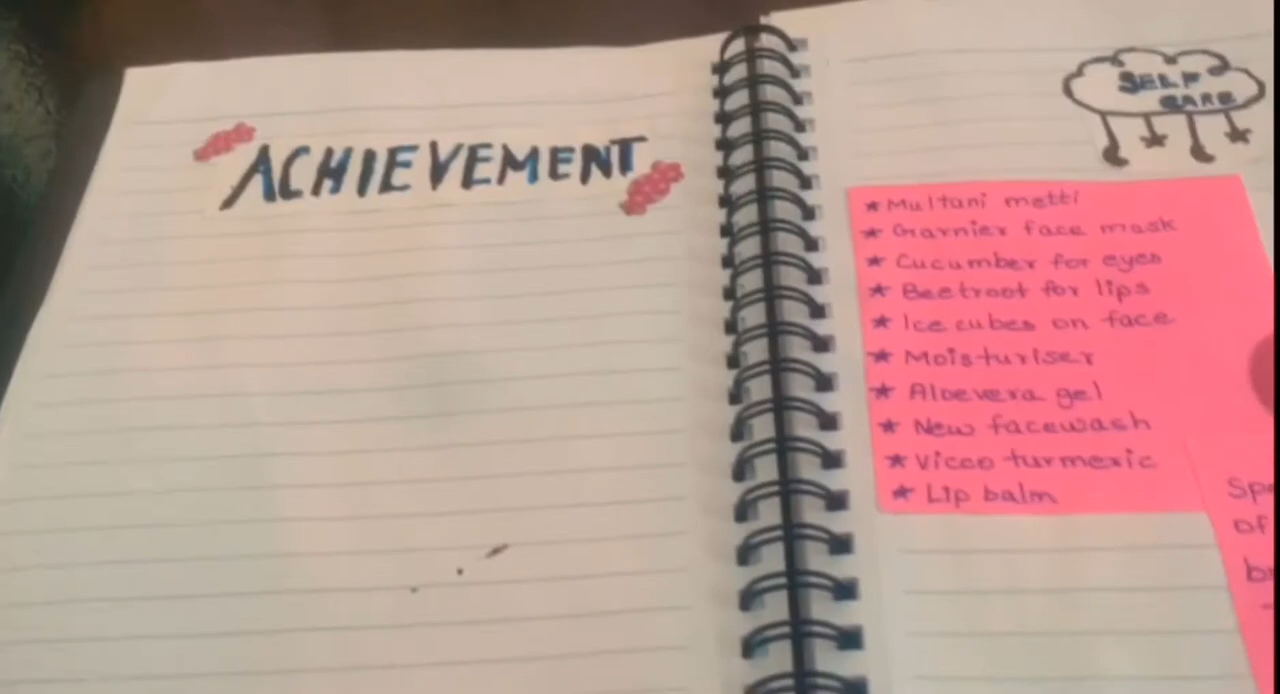 ACHIEVEMENT
SELF
CARE
★ Multani metti
★ Garnier face mask
★ Cucumber for eyes
★ Beetroot for lips
★ Ice cubes on face
★ Moisturiser
★ Aloevera gel
★ New facewash
★ Vicco turmeric
★ Lip balm
of